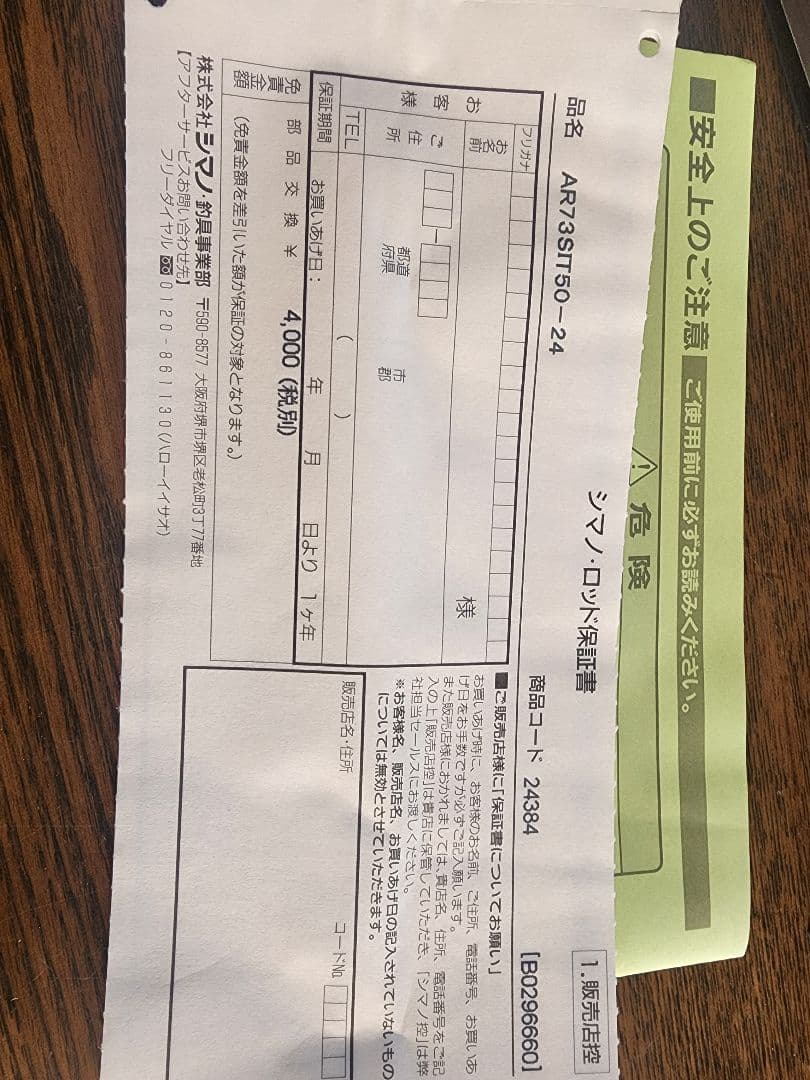 ■安全上のご注意 ご使用前に必ずお読みください。
⚠危険
シマノ・ロッド保証書
1.販売店控
品名 AR73SIT50-24
商品コード 24384
[B0296660]
フリガナ
お客様
お名前
様
ご住所
都道府県
市郡
TEL ( )
保証期間 お買いあげ日: 年 月 日より 1ヶ年
免責金額
部品交換 ¥ 4,000(税別)
(免責金額を差引いた額が保証の対象となります。)
株式会社シマノ・釣具事業部 〒590-8577 大阪府堺市堺区老松町3丁77番地
【アフターサービスお問い合わせ先】
フリーダイヤル 0120-861130(ハローイイサオ)
■ご販売店様に「保証書についてお願い」
お買いあげ時に、お客様のお名前、ご住所、電話番号、お買いあ
げ日をお手数ですが必ずご記入願います。
また販売店様におかれましては、貴店名、住所、電話番号をご記
入の上「販売店控」は貴店に保管していただき、「シマノ控」は弊
社担当セールスにお渡しください。
※お客様名、販売店名、お買いあげ日の記入されていないもの
については無効とさせていただきます。
販売店名・住所
コードNo.